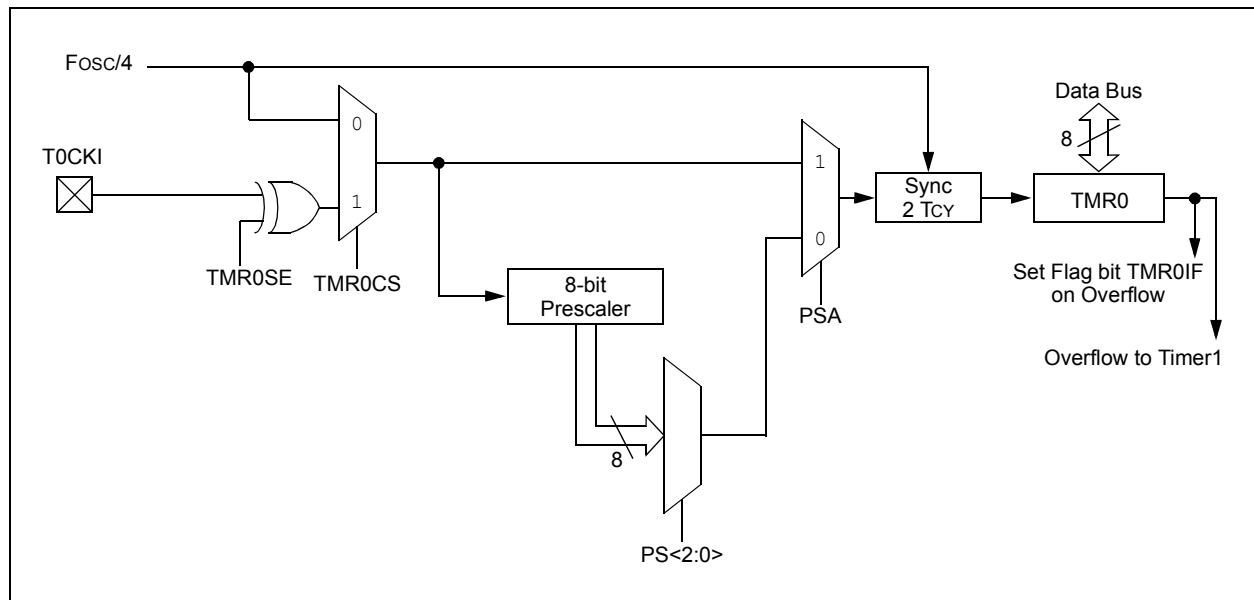 FOSC/4
T0CKI
TMR0SE
TMR0CS
0
1
8-bit
Prescaler
8
PS<2:0>
1
0
PSA
Sync
2 TCY
Data Bus
8
TMR0
Set Flag bit TMR0IF
on Overflow
Overflow to Timer1